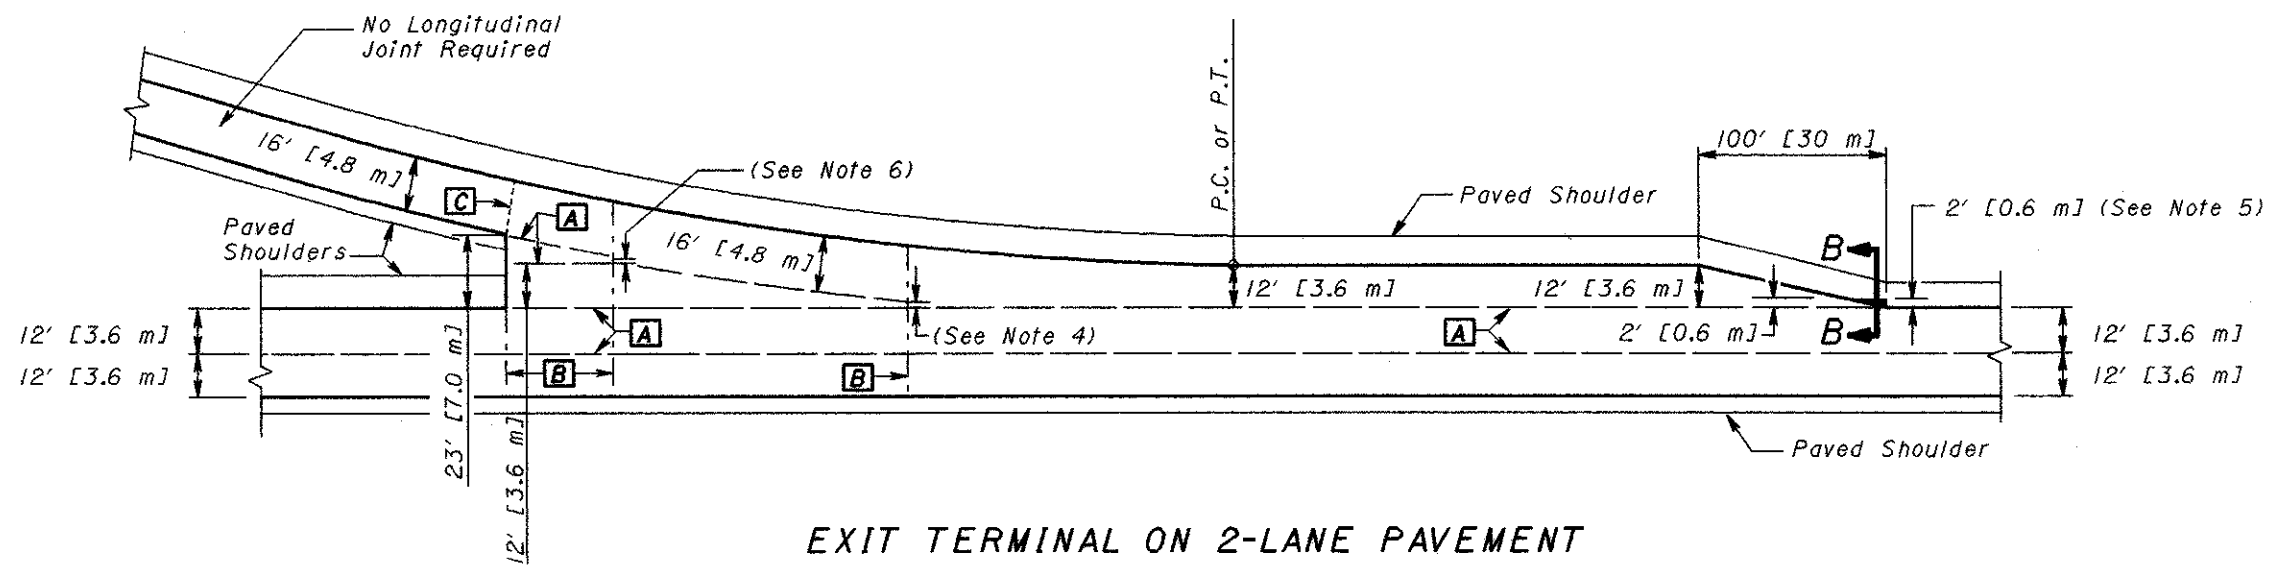 No Longitudinal
Joint Required
16' [4.8 m]
C
A
(See Note 6)
P.C. or P.T.
Paved Shoulder
100' [30 m]
2' [0.6 m] (See Note 5)
Paved
Shoulders
16' [4.8 m]
B
12' [3.6 m]
12' [3.6 m]
12' [3.6 m]
A
(See Note 4)
A
2' [0.6 m]
B
12' [3.6 m]
12' [3.6 m]
B
B
12' [3.6 m]
23' [7.0 m]
12' [3.6 m]
Paved Shoulder
EXIT TERMINAL ON 2-LANE PAVEMENT